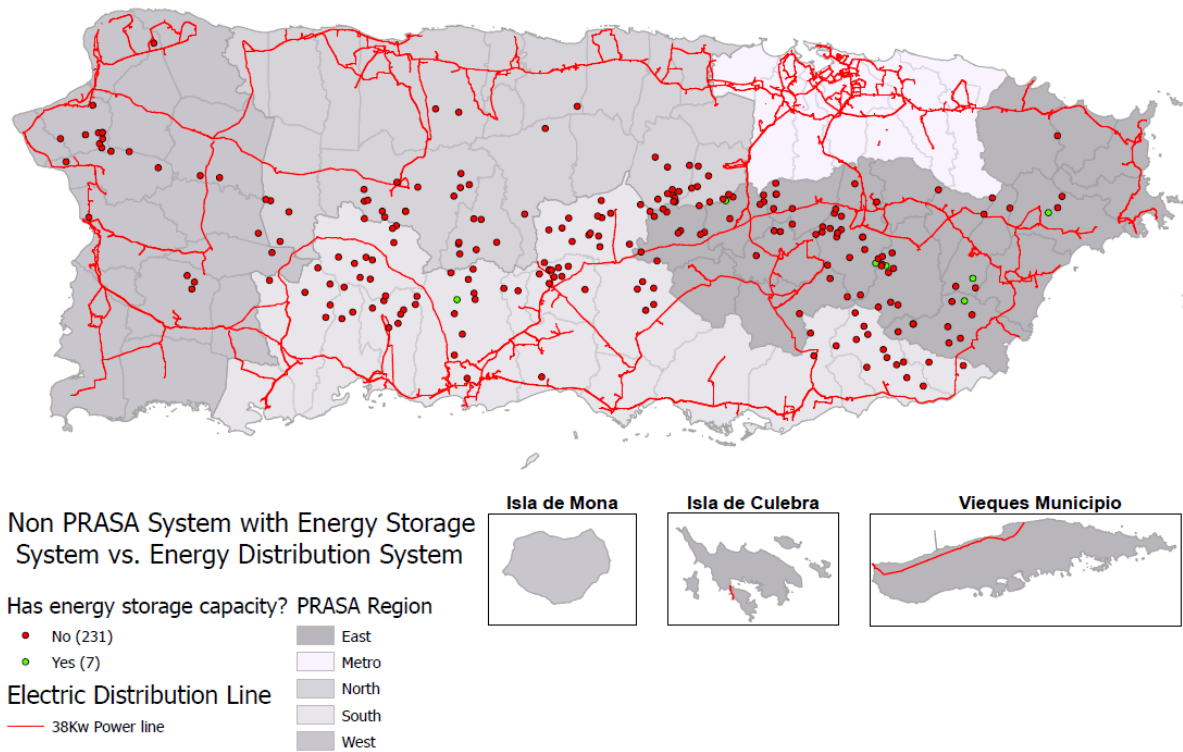 Isla de Mona
Isla de Culebra
Vieques Municipio
Non PRASA System with Energy Storage
System vs. Energy Distribution System
Has energy storage capacity?
No (231)
Yes (7)
Electric Distribution Line
38Kw Power line
PRASA Region
East
Metro
North
South
West